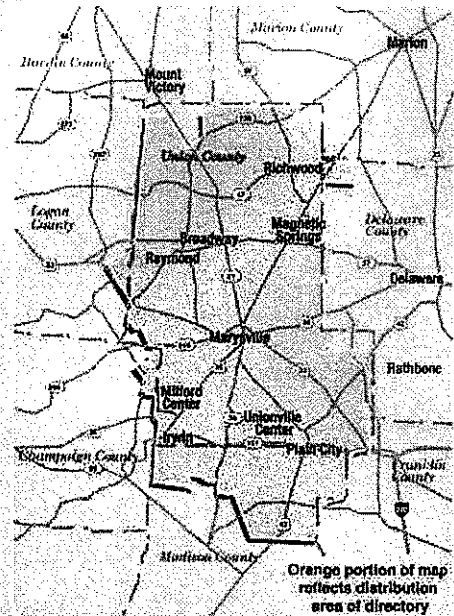 Marion County
Marion
Hardin County
Mount
Victory
Union County
Richwood
Logan
County
Magnetic
Springs
Delaware
County
Broadway
Raymond
Delaware
Marysville
Rathbone
Milford
Center
Unionville
Center
Irwin
Plain City
Champaign County
Franklin
County
Madison County
Orange portion of map
reflects distribution
area of directory